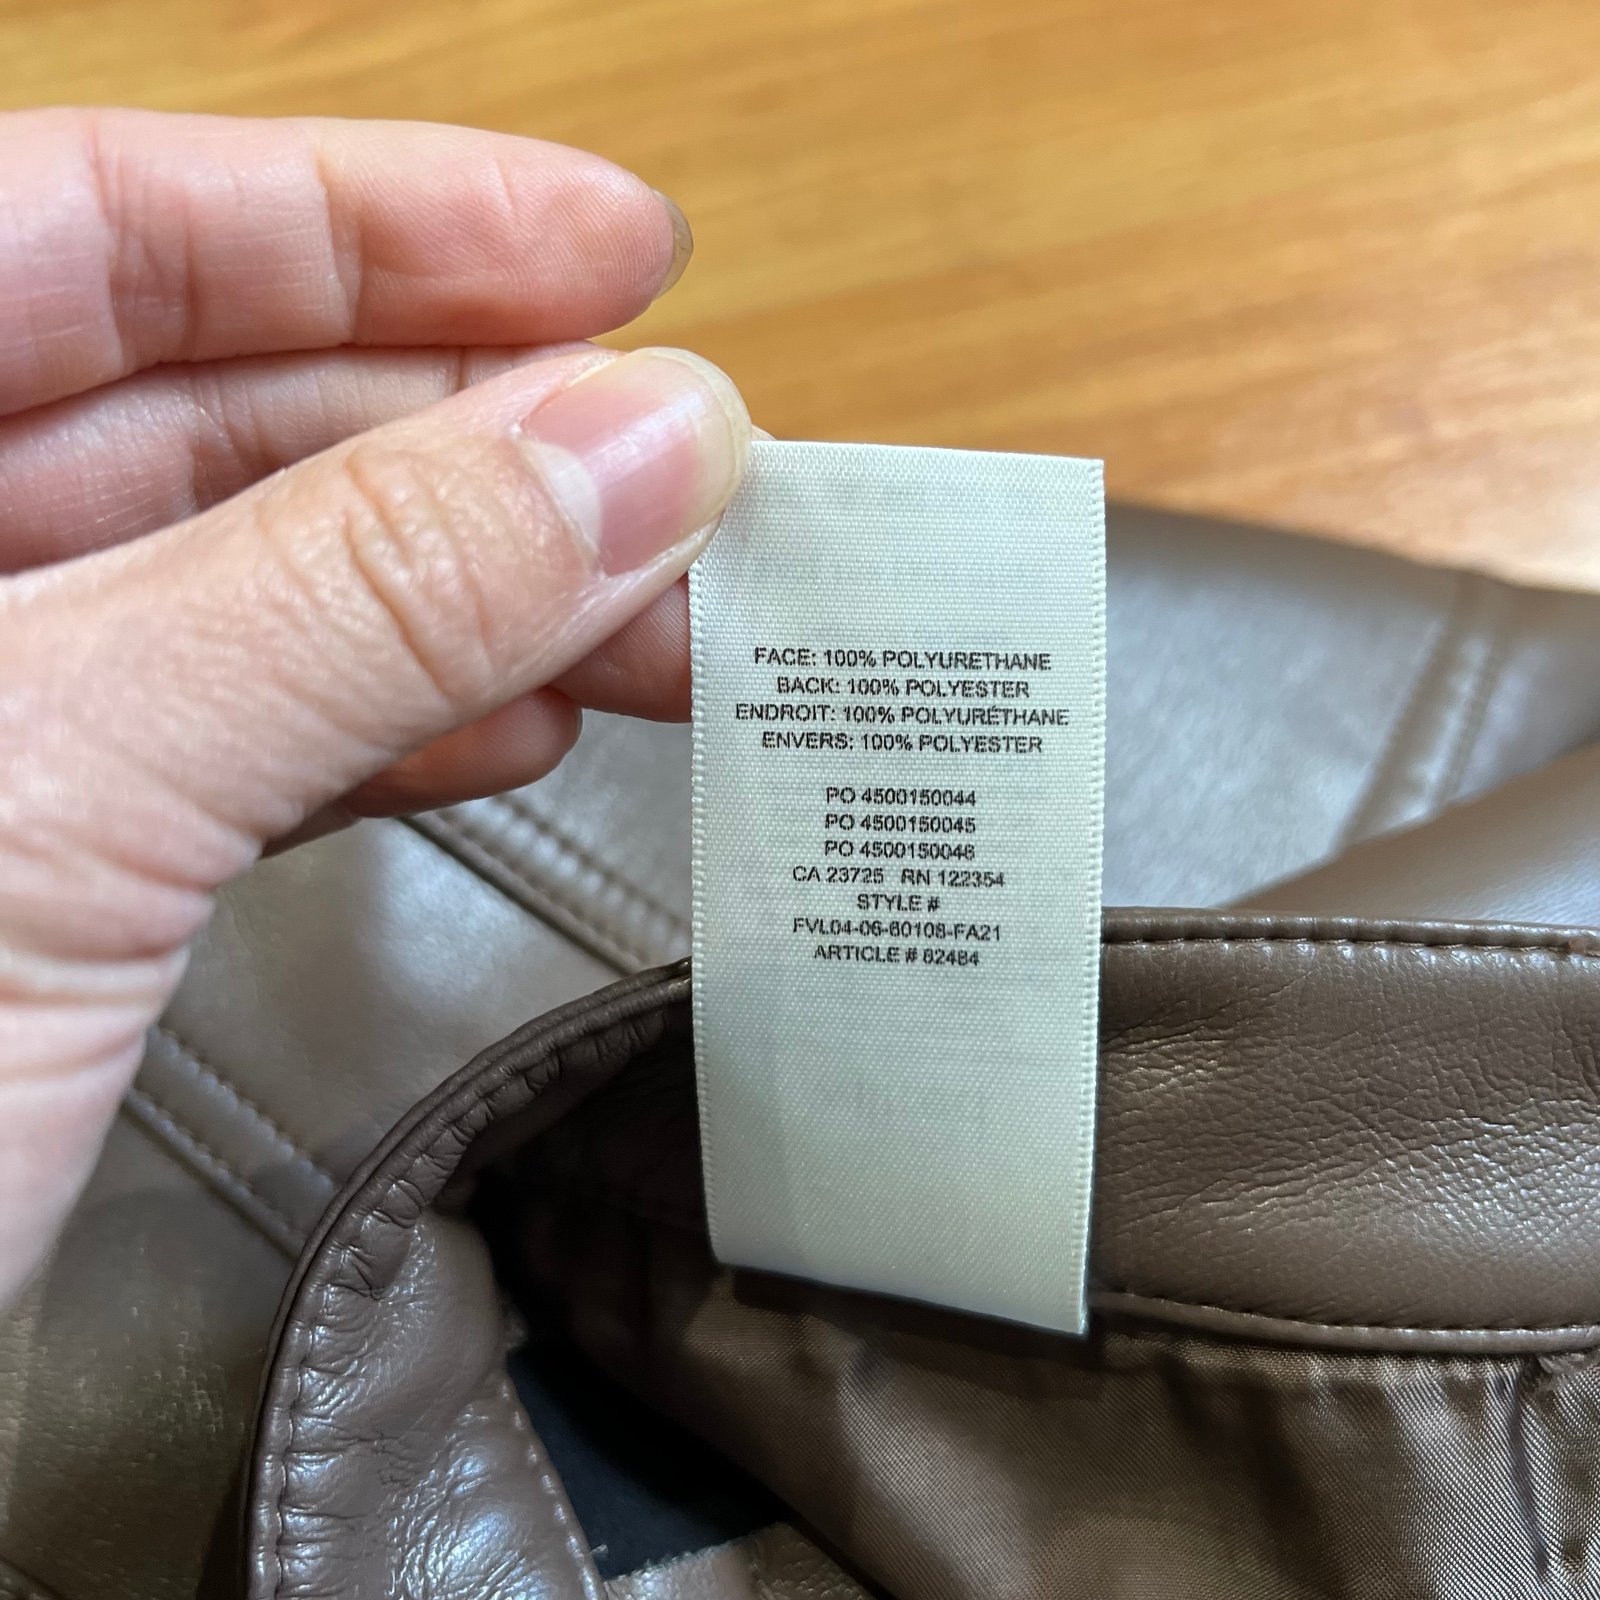 FACE: 100% POLYURETHANE
BACK: 100% POLYESTER
ENDROIT: 100% POLYURÉTHANE
ENVERS: 100% POLYESTER
PO 4500150044
PO 4500150045
PO 4500150046
CA 23725 RN 122354
STYLE #
FVL04-06-60108-FA21
ARTICLE # 82484